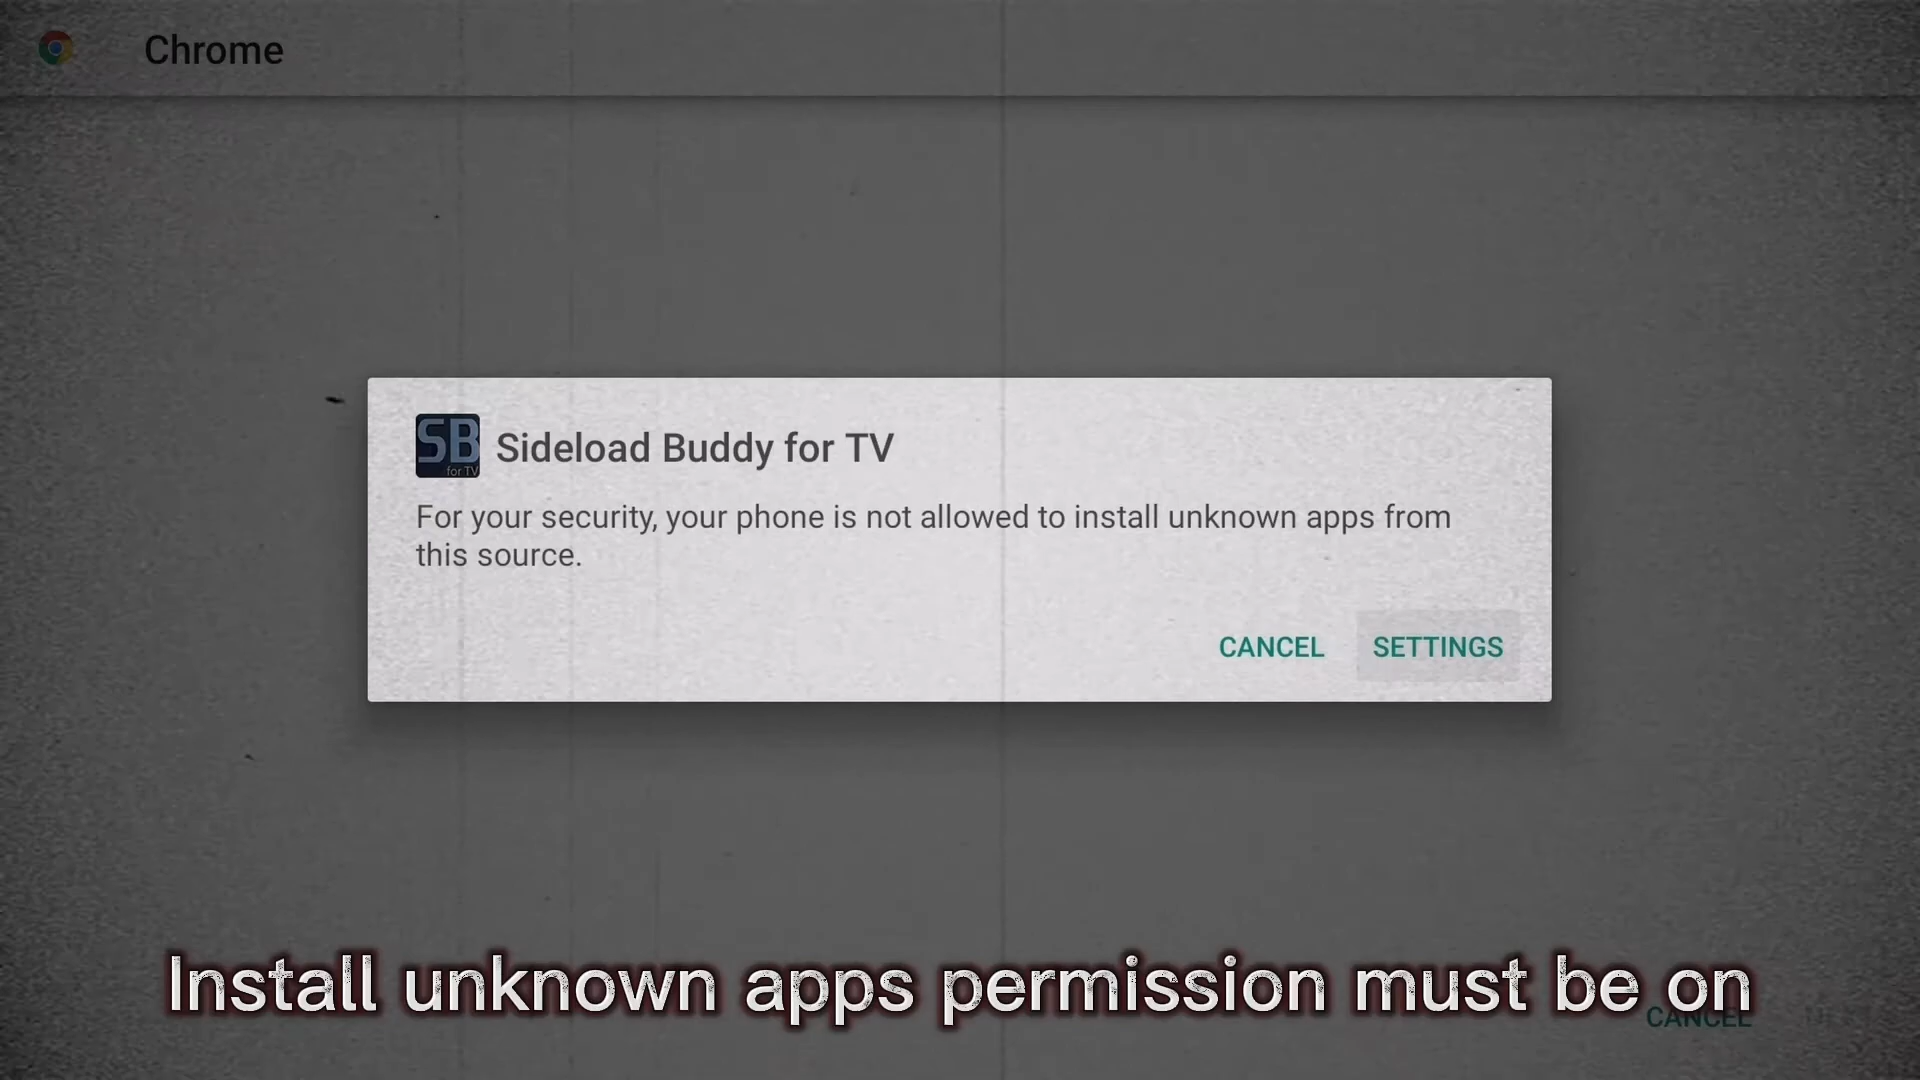 Chrome
SB
for TV
Sideload Buddy for TV
For your security, your phone is not allowed to install unknown apps from
this source.
CANCEL SETTINGS
Install unknown apps permission must be on
CANCEL